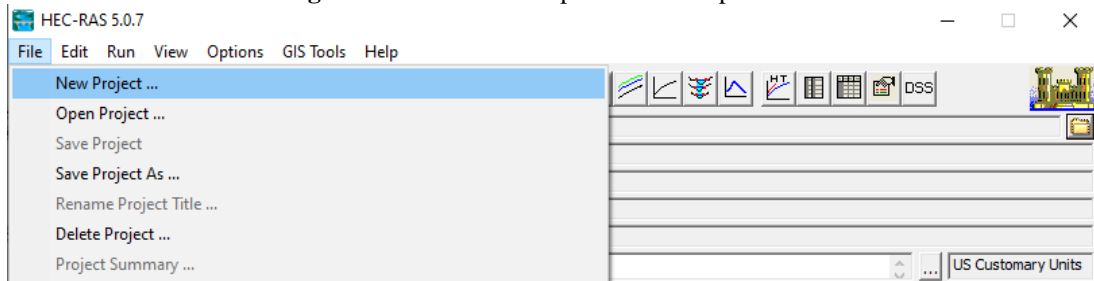 HEC-RAS 5.0.7
File Edit Run View Options GIS Tools Help
New Project ...
Open Project ...
Save Project
Save Project As ...
Rename Project Title ...
Delete Project ...
Project Summary ...
HT
DSS
...
US Customary Units